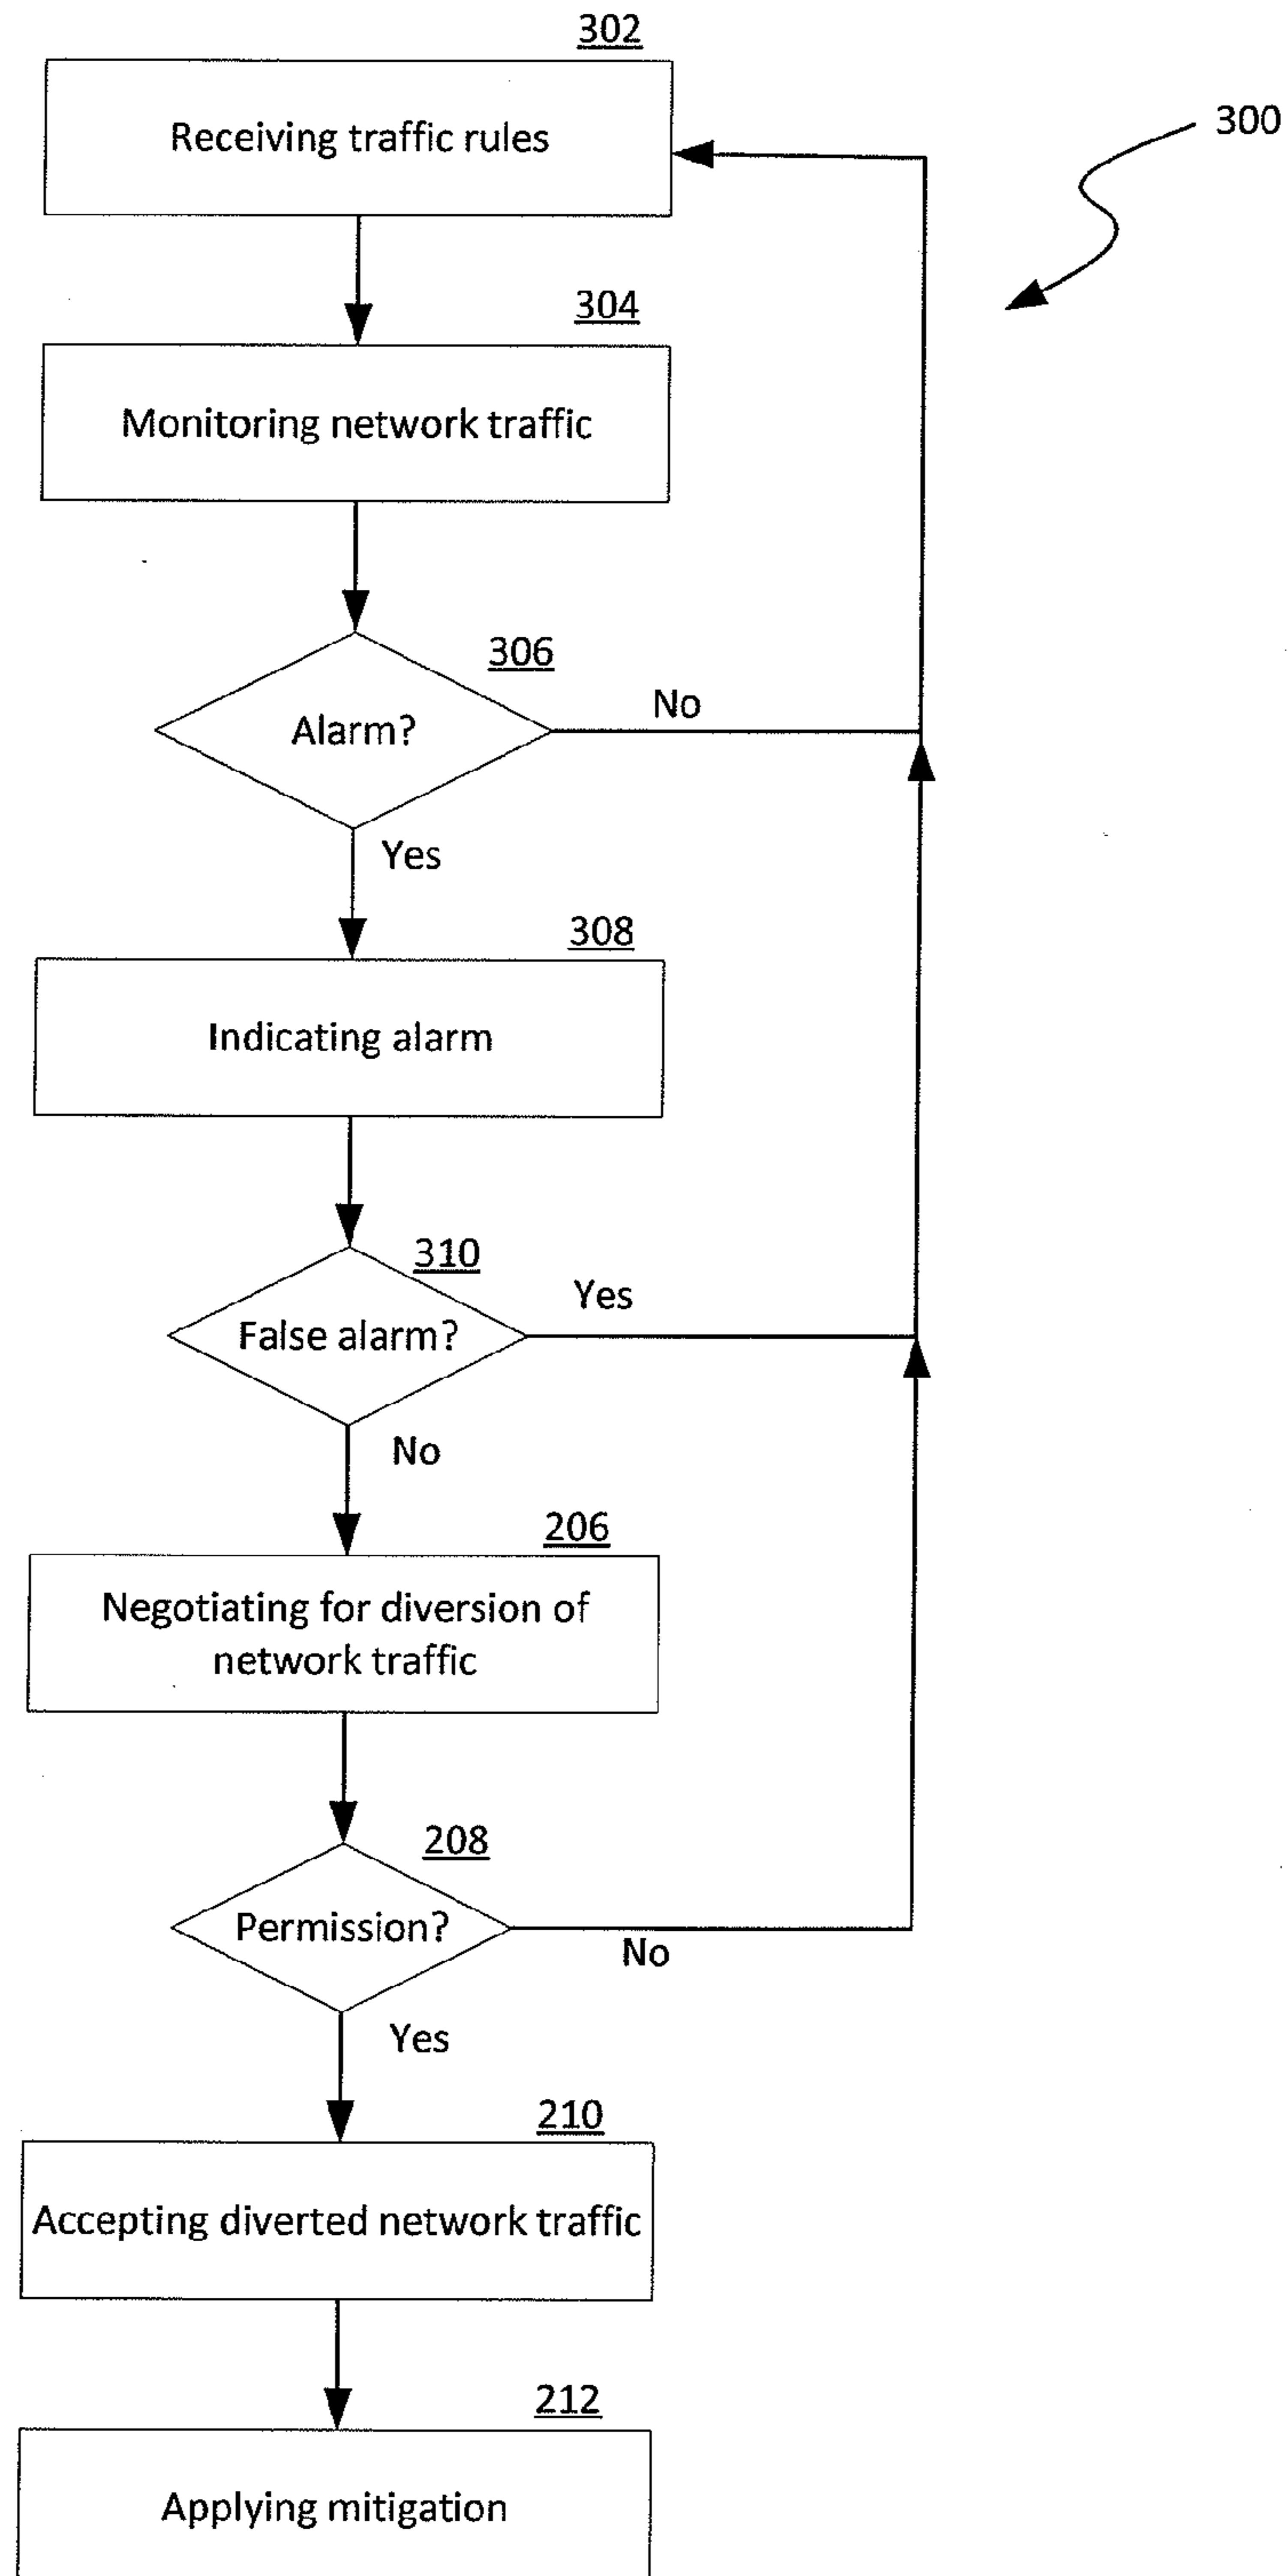 302
Receiving traffic rules
300
304
Monitoring network traffic
306
Alarm?
No
Yes
308
Indicating alarm
310
False alarm?
Yes
No
206
Negotiating for diversion of
network traffic
208
Permission?
No
Yes
210
Accepting diverted network traffic
212
Applying mitigation